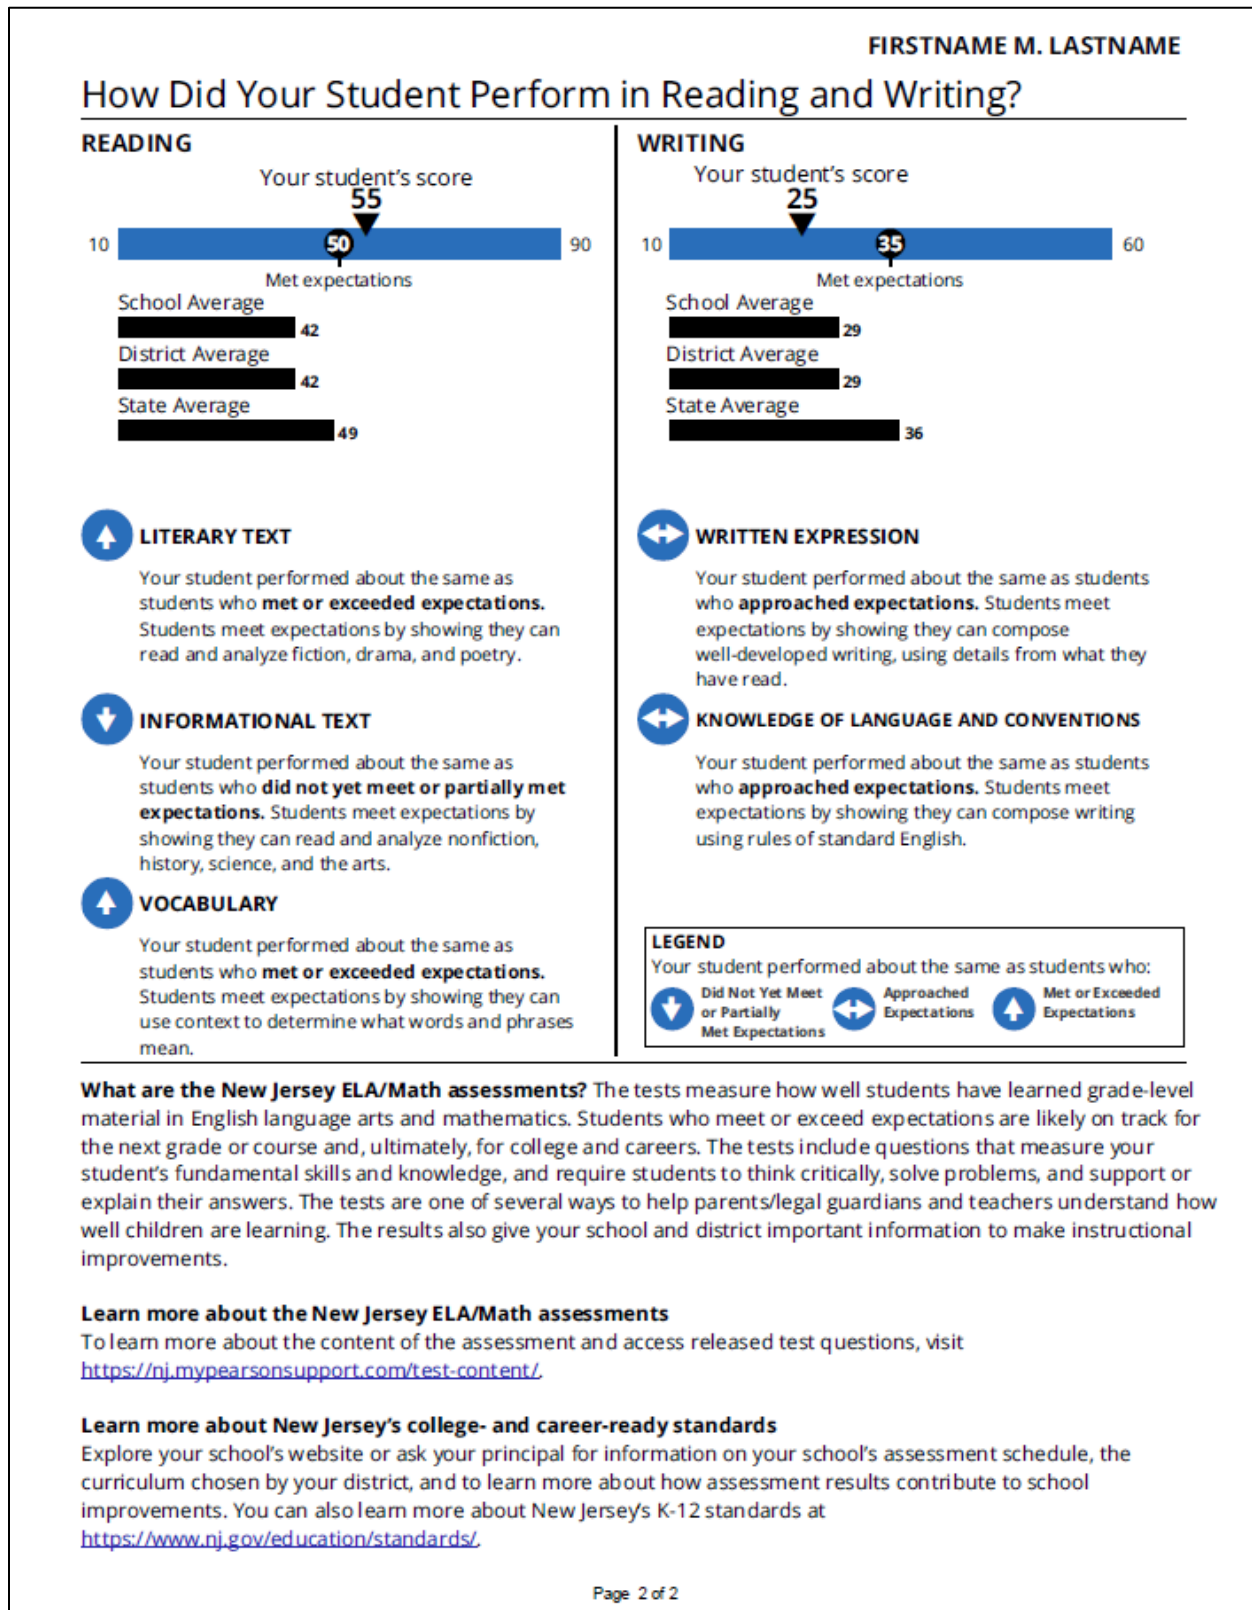 FIRSTNAME M. LASTNAME
How Did Your Student Perform in Reading and Writing?
READING
Your student's score
55
10
50
90
Met expectations
School Average
42
District Average
42
State Average
49
LITERARY TEXT
Your student performed about the same as
students who met or exceeded expectations.
Students meet expectations by showing they can
read and analyze fiction, drama, and poetry.
INFORMATIONAL TEXT
Your student performed about the same as
students who did not yet meet or partially met
expectations. Students meet expectations by
showing they can read and analyze nonfiction,
history, science, and the arts.
VOCABULARY
Your student performed about the same as
students who met or exceeded expectations.
Students meet expectations by showing they can
use context to determine what words and phrases
mean.
WRITING
Your student's score
25
10
35
60
Met expectations
School Average
29
District Average
29
State Average
36
WRITTEN EXPRESSION
Your student performed about the same as students
who approached expectations. Students meet
expectations by showing they can compose
well-developed writing, using details from what they
have read.
KNOWLEDGE OF LANGUAGE AND CONVENTIONS
Your student performed about the same as students
who approached expectations. Students meet
expectations by showing they can compose writing
using rules of standard English.
LEGEND
Your student performed about the same as students who:
Did Not Yet Meet
or Partially
Met Expectations
Approached
Expectations
Met or Exceeded
Expectations
What are the New Jersey ELA/Math assessments? The tests measure how well students have learned grade-level
material in English language arts and mathematics. Students who meet or exceed expectations are likely on track for
the next grade or course and, ultimately, for college and careers. The tests include questions that measure your
student's fundamental skills and knowledge, and require students to think critically, solve problems, and support or
explain their answers. The tests are one of several ways to help parents/legal guardians and teachers understand how
well children are learning. The results also give your school and district important information to make instructional
improvements.
Learn more about the New Jersey ELA/Math assessments
To learn more about the content of the assessment and access released test questions, visit
https://nj.mypearsonsupport.com/test-content/.
Learn more about New Jersey's college- and career-ready standards
Explore your school's website or ask your principal for information on your school's assessment schedule, the
curriculum chosen by your district, and to learn more about how assessment results contribute to school
improvements. You can also learn more about New Jersey's K-12 standards at
https://www.nj.gov/education/standards/.
Page 2 of 2